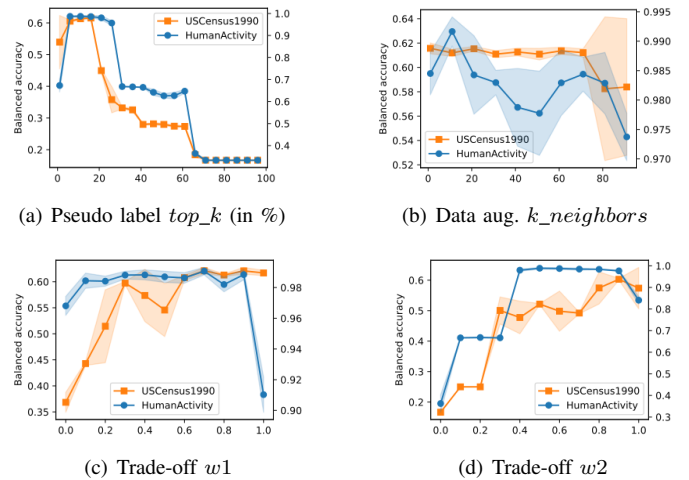 USCensus1990
HumanActivity
Balanced accuracy
0.6
0.5
0.4
0.3
0.2
1.0
0.9
0.8
0.7
0.6
0.5
0.4
0 20 40 60 80 100
(a) Pseudo label top_k (in %)
USCensus1990
HumanActivity
Balanced accuracy
0.64
0.62
0.60
0.58
0.56
0.54
0.52
0.995
0.990
0.985
0.980
0.975
0.970
0 20 40 60 80
(b) Data aug. k_neighbors
USCensus1990
HumanActivity
Balanced accuracy
0.60
0.55
0.50
0.45
0.40
0.35
0.98
0.96
0.94
0.92
0.90
0.0 0.2 0.4 0.6 0.8 1.0
(c) Trade-off w1
USCensus1990
HumanActivity
Balanced accuracy
0.6
0.5
0.4
0.3
0.2
1.0
0.9
0.8
0.7
0.6
0.5
0.4
0.3
0.0 0.2 0.4 0.6 0.8 1.0
(d) Trade-off w2